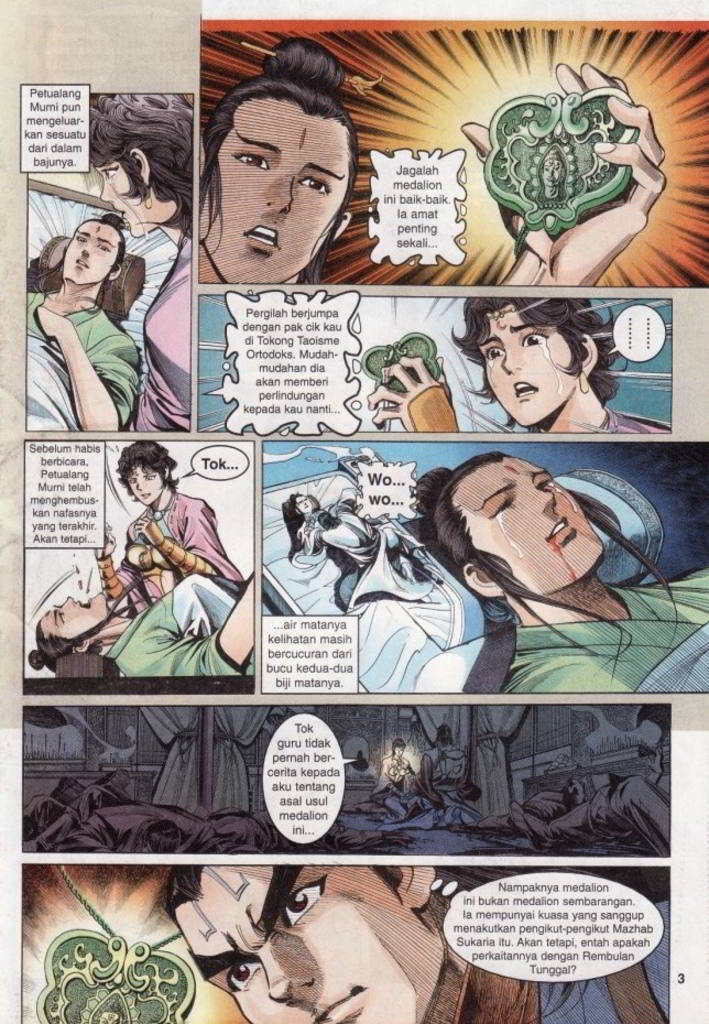 Petualang
Murni pun
mengeluar-
kan sesuatu
dari dalam
bajunya.
Jagalah
medalion
ini baik-baik.
Ia amat
penting
sekali...
Pergilah berjumpa
dengan pak cik kau
di Tokong Taoisme
Ortodoks. Mudah-
mudahan dia
akan memberi
perlindungan
kepada kau nanti...
Sebelum habis
berbicara,
Petualang
Murni telah
menghembus-
kan nafasnya
yang terakhir.
Akan tetapi...
Tok...
Wo...
wo...
...air matanya
kelihatan masih
bercucuran dari
bucu kedua-dua
biji matanya.
Tok
guru tidak
pernah ber-
cerita kepada
aku tentang
asal usul
medalion
ini...
Nampaknya medalion
ini bukan medalion sembarangan.
Ia mempunyai kuasa yang sanggup
menakutkan pengikut-pengikut Mazhab
Sukaria itu. Akan tetapi, entah apakah
perkaitannya dengan Rembulan
Tunggal?
3